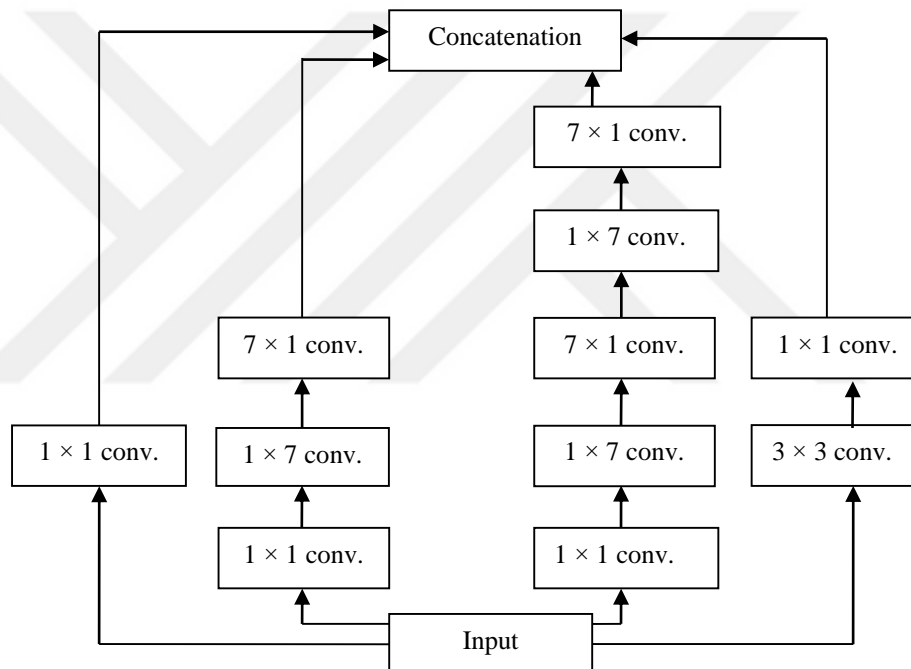 Concatenation
7 × 1 conv.
1 × 7 conv.
7 × 1 conv.
7 × 1 conv.
1 × 1 conv.
1 × 1 conv.
1 × 7 conv.
1 × 7 conv.
3 × 3 conv.
1 × 1 conv.
1 × 1 conv.
Input